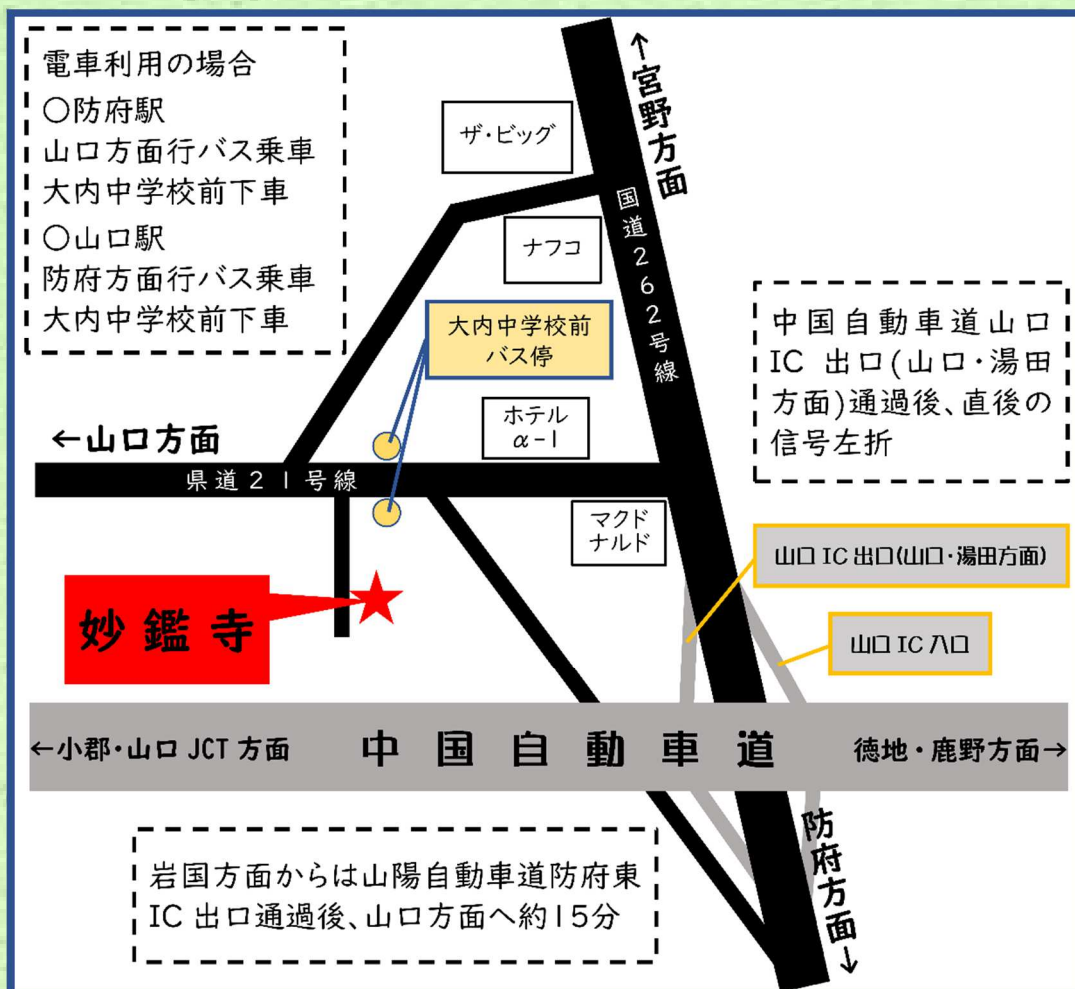 電車利用の場合
○防府駅
山口方面行バス乗車
大内中学校前下車
○山口駅
防府方面行バス乗車
大内中学校前下車
↑宮野方面
ザ・ビッグ
国道262号線
ナフコ
大内中学校前
バス停
中国自動車道山口
IC 出口(山口・湯田
方面)通過後、直後の
信号左折
ホテル
α-1
←山口方面
県道21号線
マクド
ナルド
山口 IC 出口(山口・湯田方面)
妙鑑寺
山口 IC 入口
←小郡・山口 JCT 方面
中国自動車道
徳地・鹿野方面→
防府方面→
岩国方面からは山陽自動車道防府東
IC 出口通過後、山口方面へ約15分